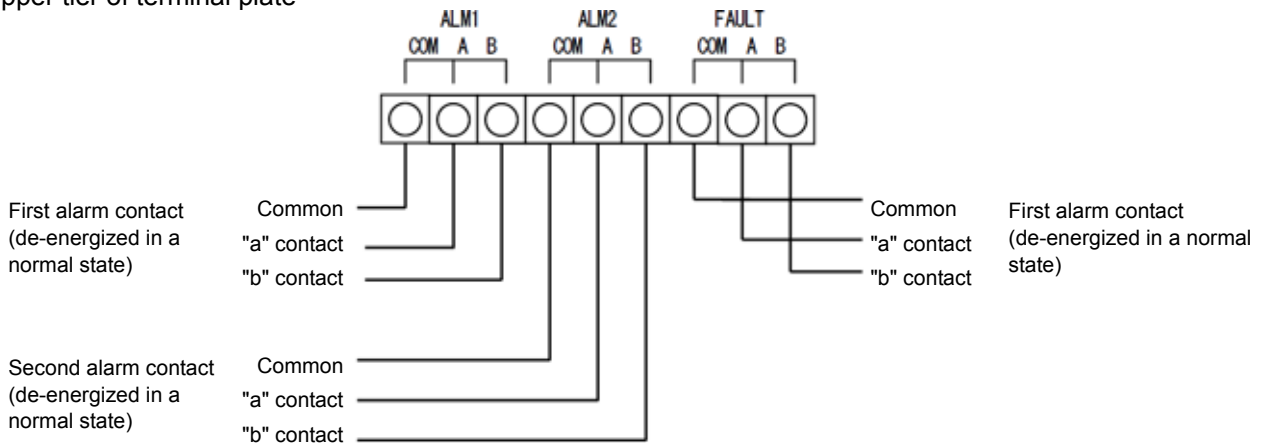 pper tier of terminal plate
ALM1 ALM2 FAULT
COM A B COM A B COM A B
First alarm contact
(de-energized in a
normal state)
Common
"a" contact
"b" contact
Common
"a" contact
"b" contact
First alarm contact
(de-energized in a normal
state)
Second alarm contact
(de-energized in a
normal state)
Common
"a" contact
"b" contact